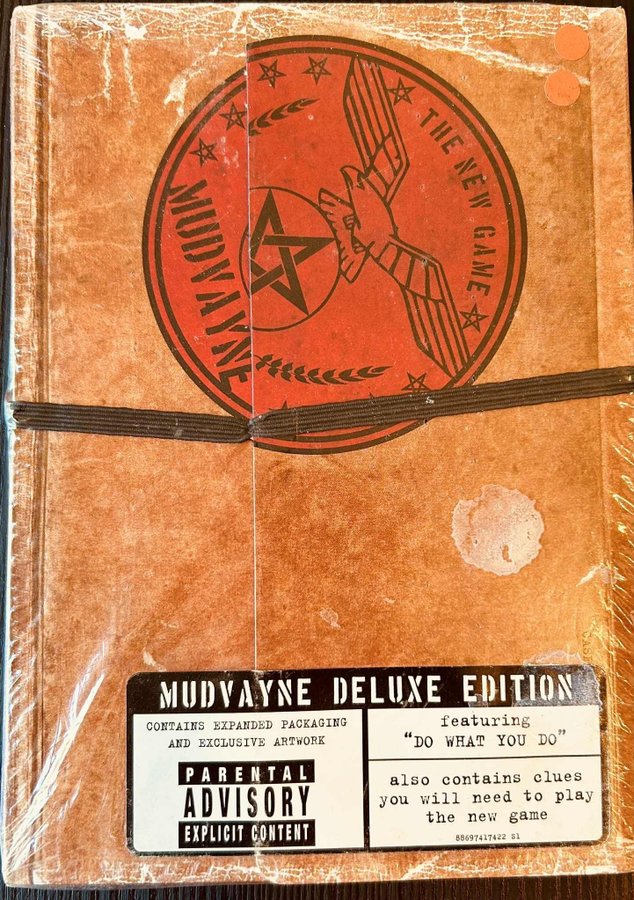 THE NEW GAME
MUDVAYNE
MUDVAYNE DELUXE EDITION
CONTAINS EXPANDED PACKAGING
AND EXCLUSIVE ARTWORK
PARENTAL
ADVISORY
EXPLICIT CONTENT
featuring
"DO WHAT YOU DO"
also contains clues
you will need to play
the new game
88697417422 S1